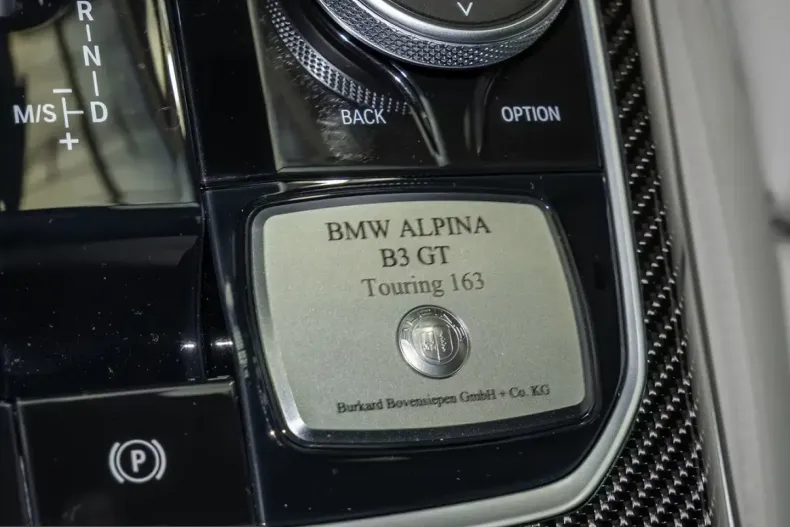 R
N
M/S D
+
BACK
OPTION
BMW ALPINA
B3 GT
Touring 163
Burkard Bovensiepen GmbH + Co. KG
P